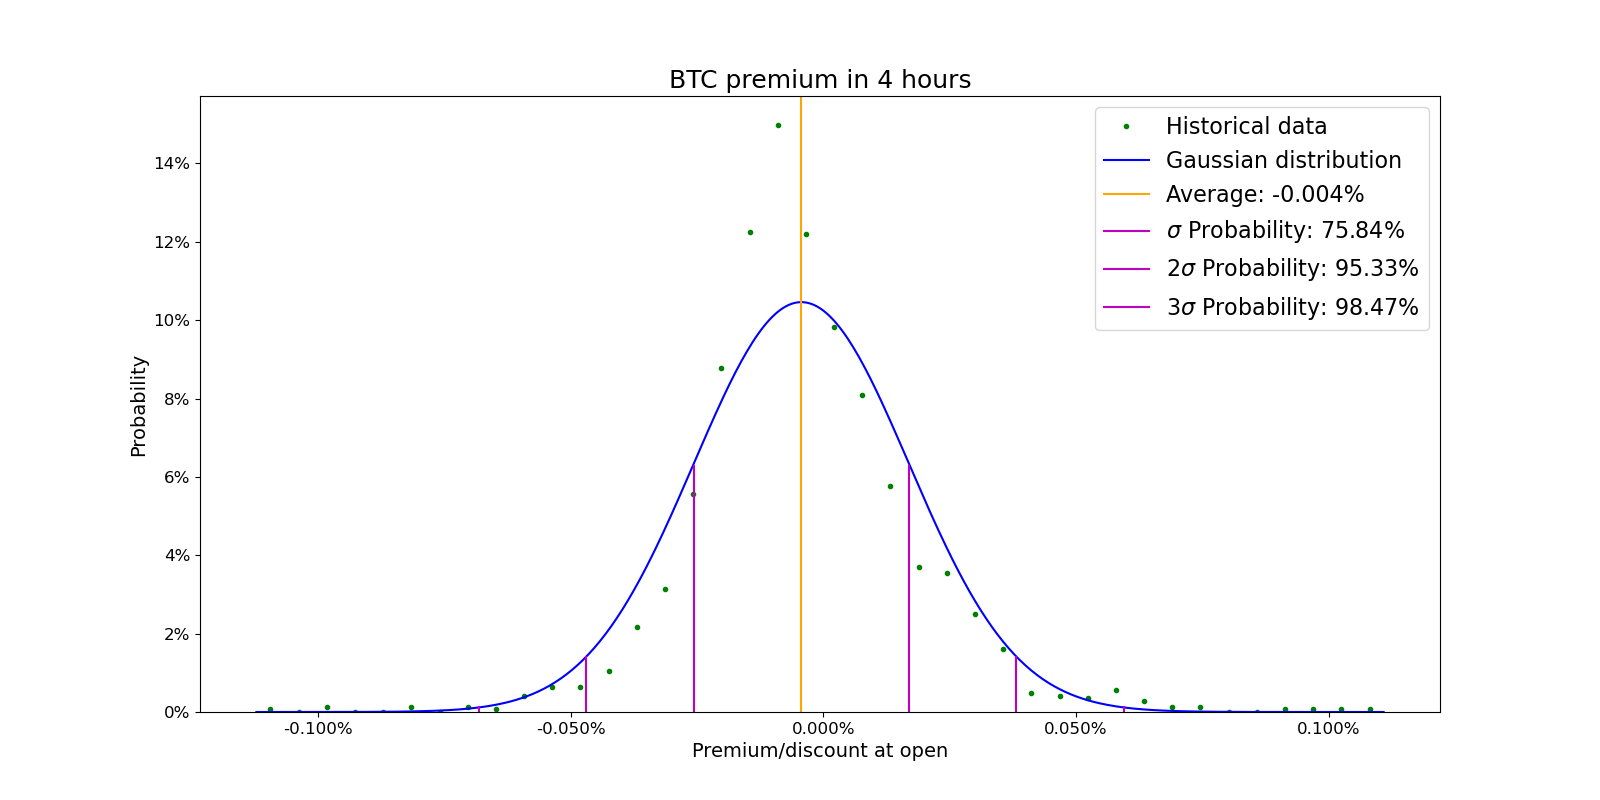 BTC premium in 4 hours
Historical data
Gaussian distribution
Average: -0.004%
σ Probability: 75.84%
2σ Probability: 95.33%
3σ Probability: 98.47%
Probability
14%
12%
10%
8%
6%
4%
2%
0%
-0.100%
-0.050%
0.000%
0.050%
0.100%
Premium/discount at open